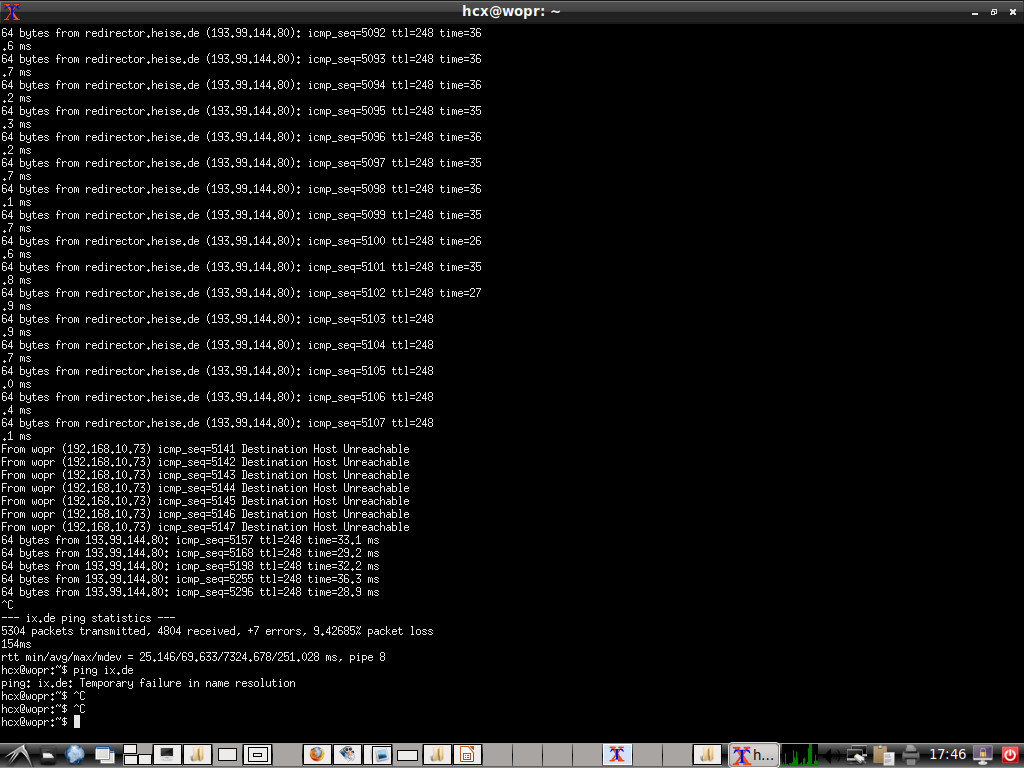 hcx@wopr: ~
64 bytes from redirector.heise.de (193.99.144.80): icmp_seq=5092 ttl=248 time=36
.6 ms
64 bytes from redirector.heise.de (193.99.144.80): icmp_seq=5093 ttl=248 time=36
.7 ms
64 bytes from redirector.heise.de (193.99.144.80): icmp_seq=5094 ttl=248 time=36
.2 ms
64 bytes from redirector.heise.de (193.99.144.80): icmp_seq=5095 ttl=248 time=35
.3 ms
64 bytes from redirector.heise.de (193.99.144.80): icmp_seq=5096 ttl=248 time=36
.2 ms
64 bytes from redirector.heise.de (193.99.144.80): icmp_seq=5097 ttl=248 time=35
.7 ms
64 bytes from redirector.heise.de (193.99.144.80): icmp_seq=5098 ttl=248 time=36
.1 ms
64 bytes from redirector.heise.de (193.99.144.80): icmp_seq=5099 ttl=248 time=35
.7 ms
64 bytes from redirector.heise.de (193.99.144.80): icmp_seq=5100 ttl=248 time=26
.6 ms
64 bytes from redirector.heise.de (193.99.144.80): icmp_seq=5101 ttl=248 time=35
.8 ms
64 bytes from redirector.heise.de (193.99.144.80): icmp_seq=5102 ttl=248 time=27
.9 ms
64 bytes from redirector.heise.de (193.99.144.80): icmp_seq=5103 ttl=248
.9 ms
64 bytes from redirector.heise.de (193.99.144.80): icmp_seq=5104 ttl=248
.7 ms
64 bytes from redirector.heise.de (193.99.144.80): icmp_seq=5105 ttl=248
.0 ms
64 bytes from redirector.heise.de (193.99.144.80): icmp_seq=5106 ttl=248
.4 ms
64 bytes from redirector.heise.de (193.99.144.80): icmp_seq=5107 ttl=248
.1 ms
From wopr (192.168.10.73) icmp_seq=5141 Destination Host Unreachable
From wopr (192.168.10.73) icmp_seq=5142 Destination Host Unreachable
From wopr (192.168.10.73) icmp_seq=5143 Destination Host Unreachable
From wopr (192.168.10.73) icmp_seq=5144 Destination Host Unreachable
From wopr (192.168.10.73) icmp_seq=5145 Destination Host Unreachable
From wopr (192.168.10.73) icmp_seq=5146 Destination Host Unreachable
From wopr (192.168.10.73) icmp_seq=5147 Destination Host Unreachable
64 bytes from 193.99.144.80: icmp_seq=5157 ttl=248 time=33.1 ms
64 bytes from 193.99.144.80: icmp_seq=5168 ttl=248 time=29.2 ms
64 bytes from 193.99.144.80: icmp_seq=5198 ttl=248 time=32.2 ms
64 bytes from 193.99.144.80: icmp_seq=5255 ttl=248 time=36.3 ms
64 bytes from 193.99.144.80: icmp_seq=5296 ttl=248 time=28.9 ms
^C
--- ix.de ping statistics ---
5304 packets transmitted, 4804 received, +7 errors, 9.42685% packet loss
154ms
rtt min/avg/max/mdev = 25.146/69.633/7324.678/251.028 ms, pipe 8
hcx@wopr:~$ ping ix.de
ping: ix.de: Temporary failure in name resolution
hcx@wopr:~$ ^C
hcx@wopr:~$ ^C
hcx@wopr:~$
h... 17:46